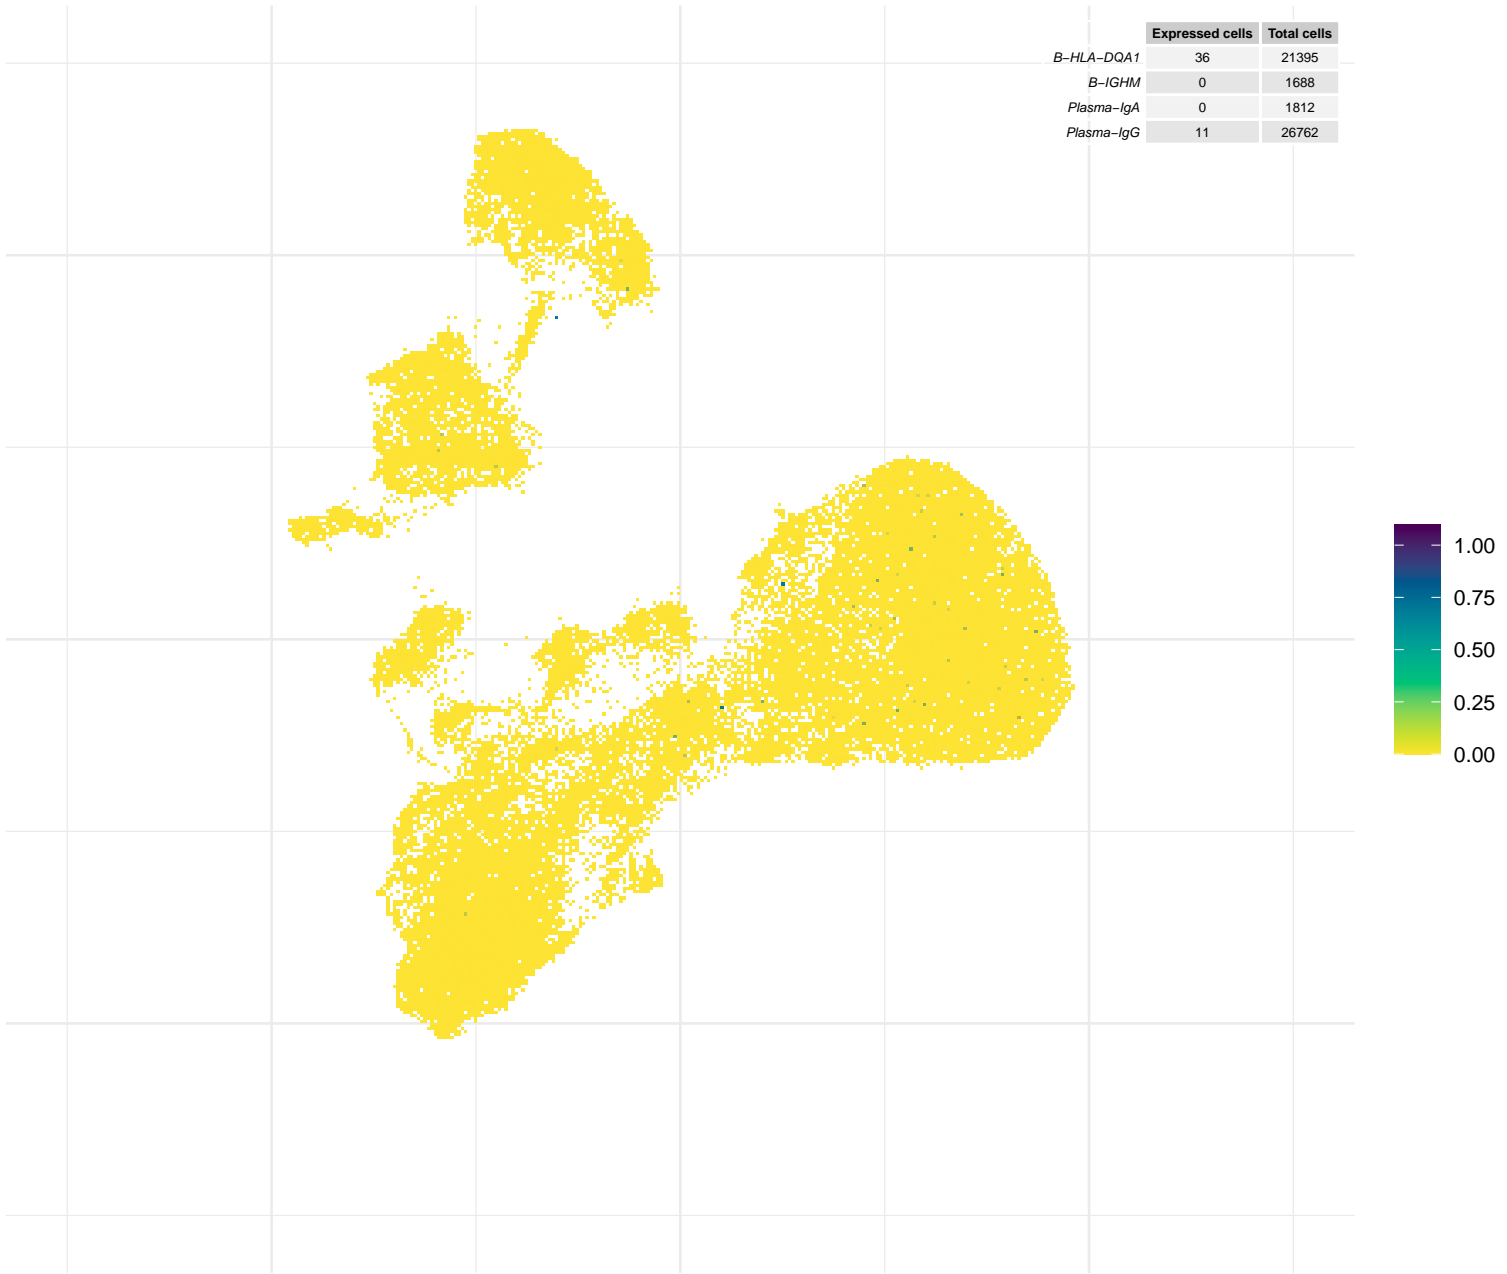 Expressed cells Total cells
B−HLA−DQA1 36 21395
B−IGHM 0 1688
Plasma−IgA 0 1812
Plasma−IgG 11 26762
1.00
0.75
0.50
0.25
0.00